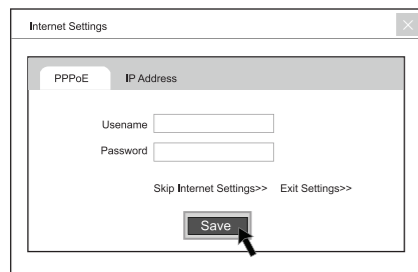 Internet Settings
PPPoE IP Address
Usename
Password
Skip Internet Settings>> Exit Settings>>
Save